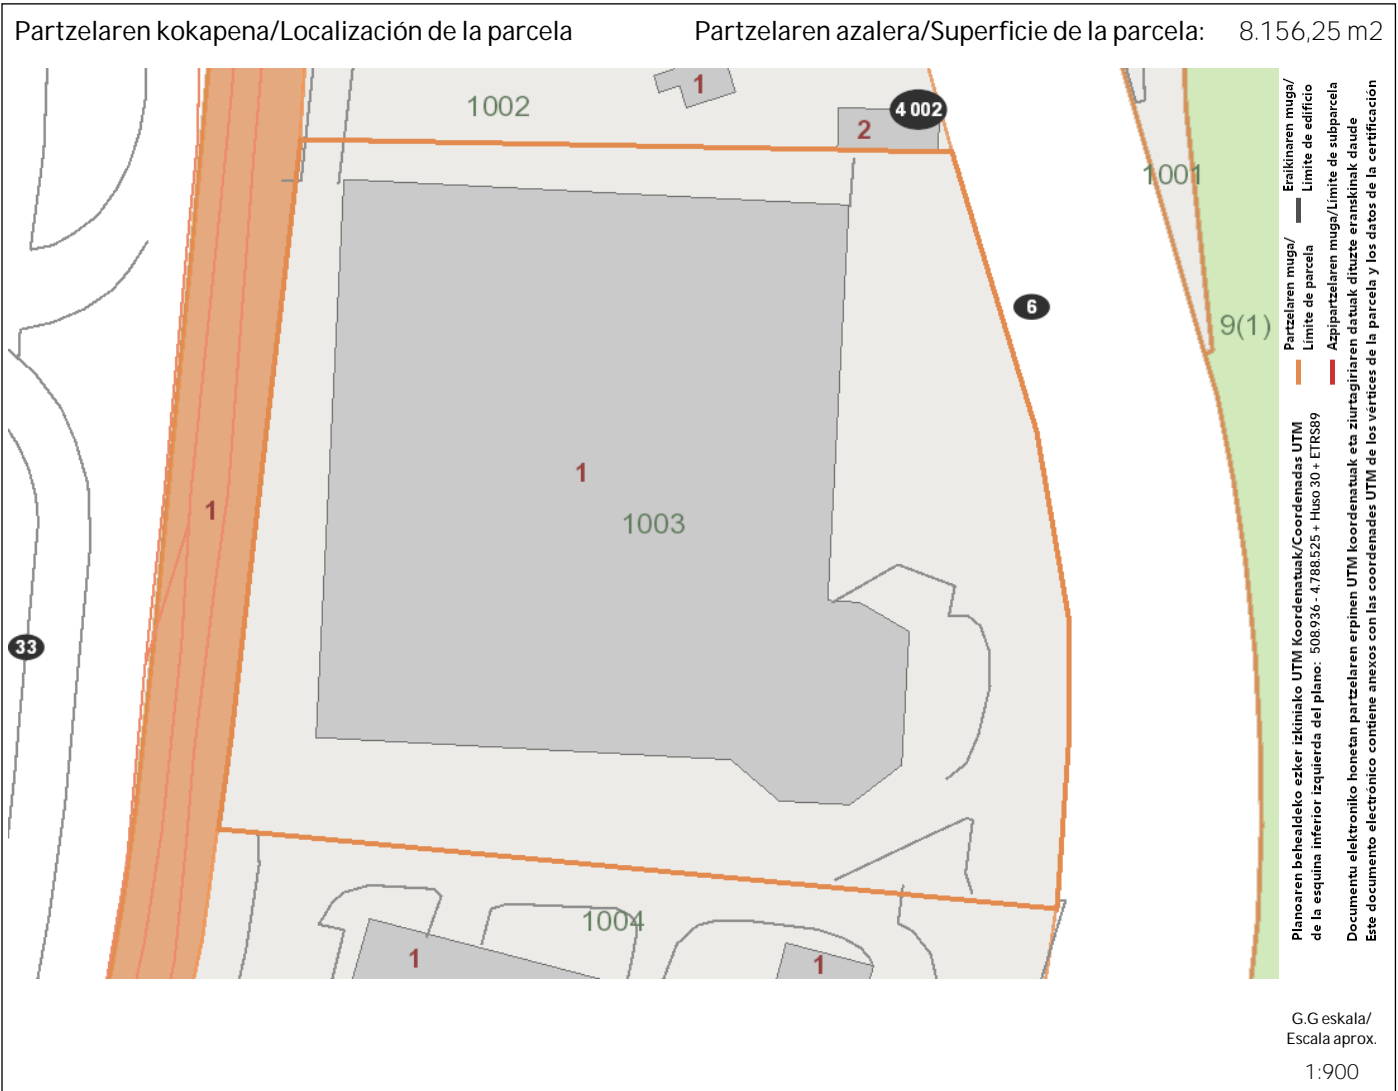 Partzelaren kokapena/Localización de la parcela
Partzelaren azalera/Superficie de la parcela: 8.156,25 m2
1
1002
4 002
2
1001
6
9(1)
1
1003
1
33
1004
1
1
Partzelaren muga/
Límite de parcela
Eraikinaren muga/
Límite de edificio
Azpipartzelaren muga/Límite de subparcela
Planoaren behealdeko ezker izkiniako UTM Koordenatuak/Coordenadas UTM
de la esquina inferior izquierda del plano: 508.936 - 4.788.525 + Huso 30 + ETRS89
Documentu elektroniko honetan partzelaren erpinen UTM koordenatuak eta ziurtagiriaren datuak dituzte eranskinak daude
Este documento electrónico contiene anexos con las coordenades UTM de los vértices de la parcela y los datos de la certificación
G.G eskala/
Escala aprox.
1:900